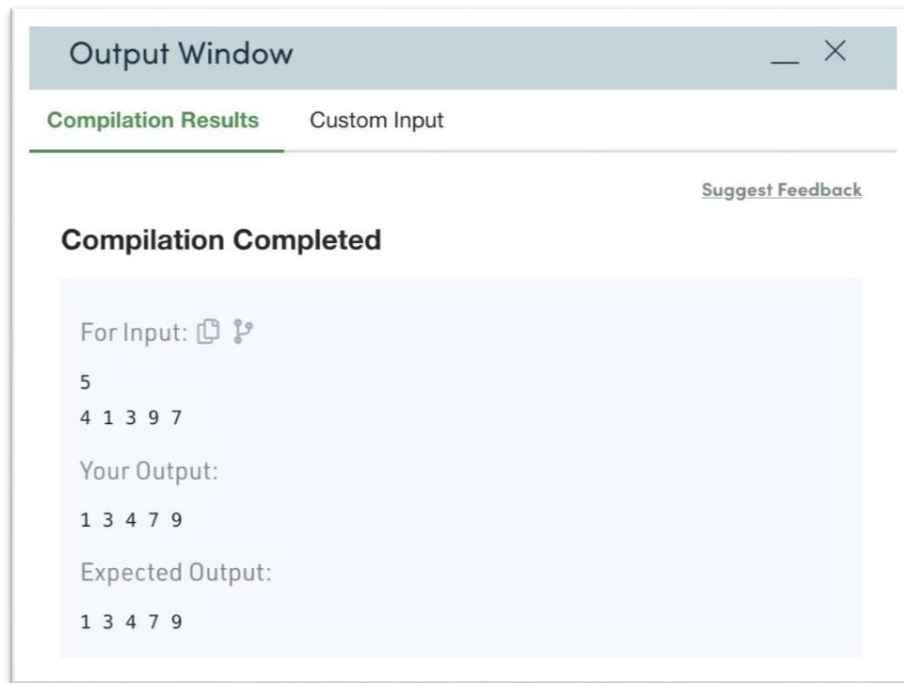 Output Window
Compilation Results Custom Input
Suggest Feedback
Compilation Completed
For Input:
5
4 1 3 9 7
Your Output:
1 3 4 7 9
Expected Output:
1 3 4 7 9